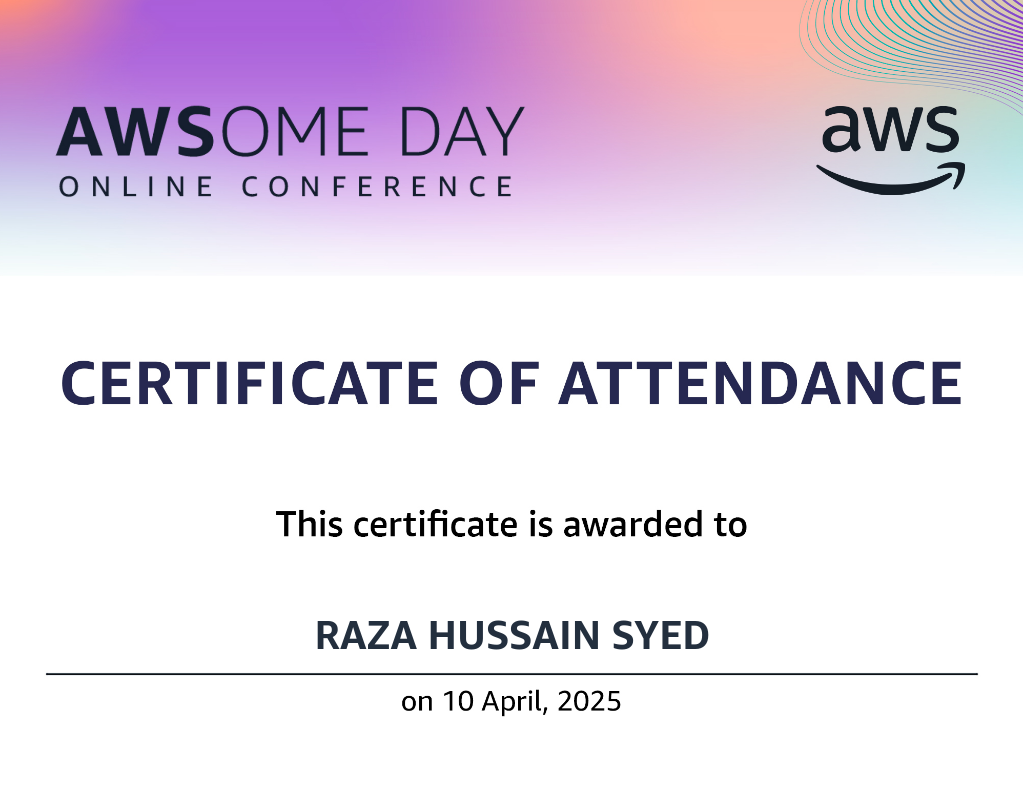 AWSOME DAY
ONLINE CONFERENCE
aws
CERTIFICATE OF ATTENDANCE
This certificate is awarded to
RAZA HUSSAIN SYED
on 10 April, 2025